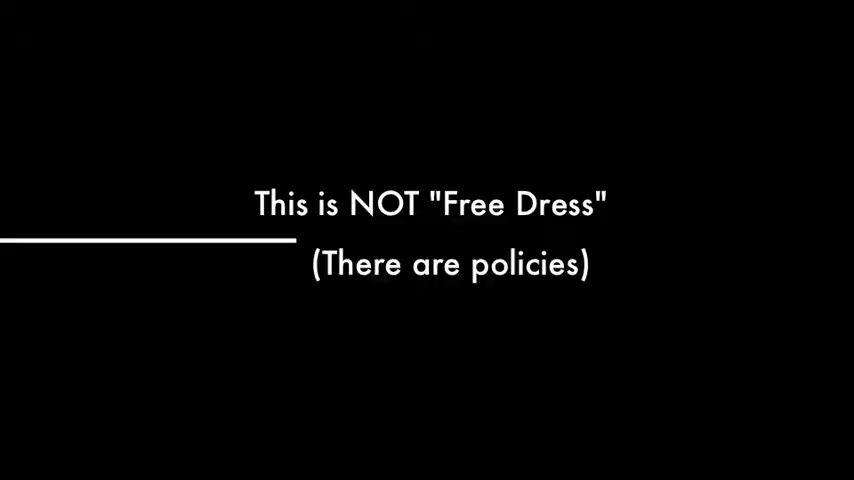 This is NOT "Free Dress"
(There are policies)